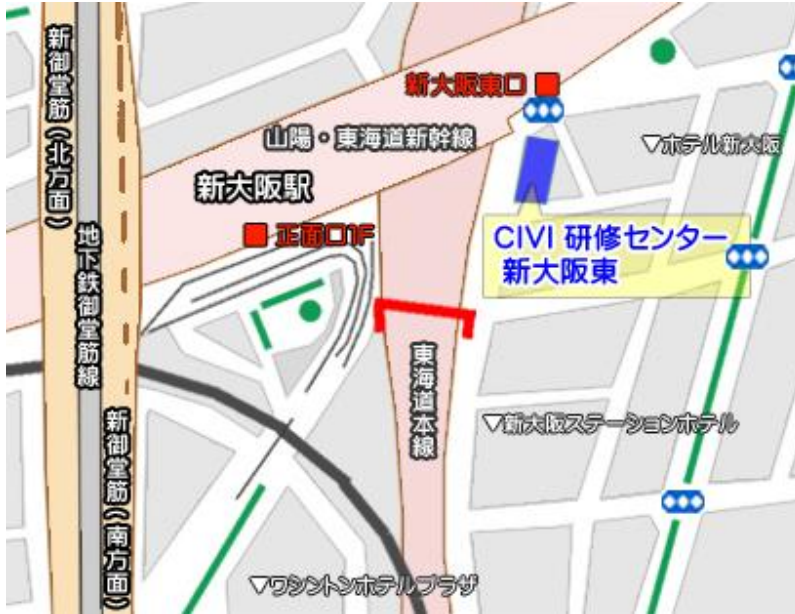 新御堂筋(北方面)
新大阪東口
山陽・東海道新幹線
▽ホテル新大阪
新大阪駅
正面口1F
CIVI 研修センター
新大阪東
地下鉄御堂筋線
東海道本線
新御堂筋(南方面)
▽新大阪ステーションホテル
▽ワシントンホテルプラザ